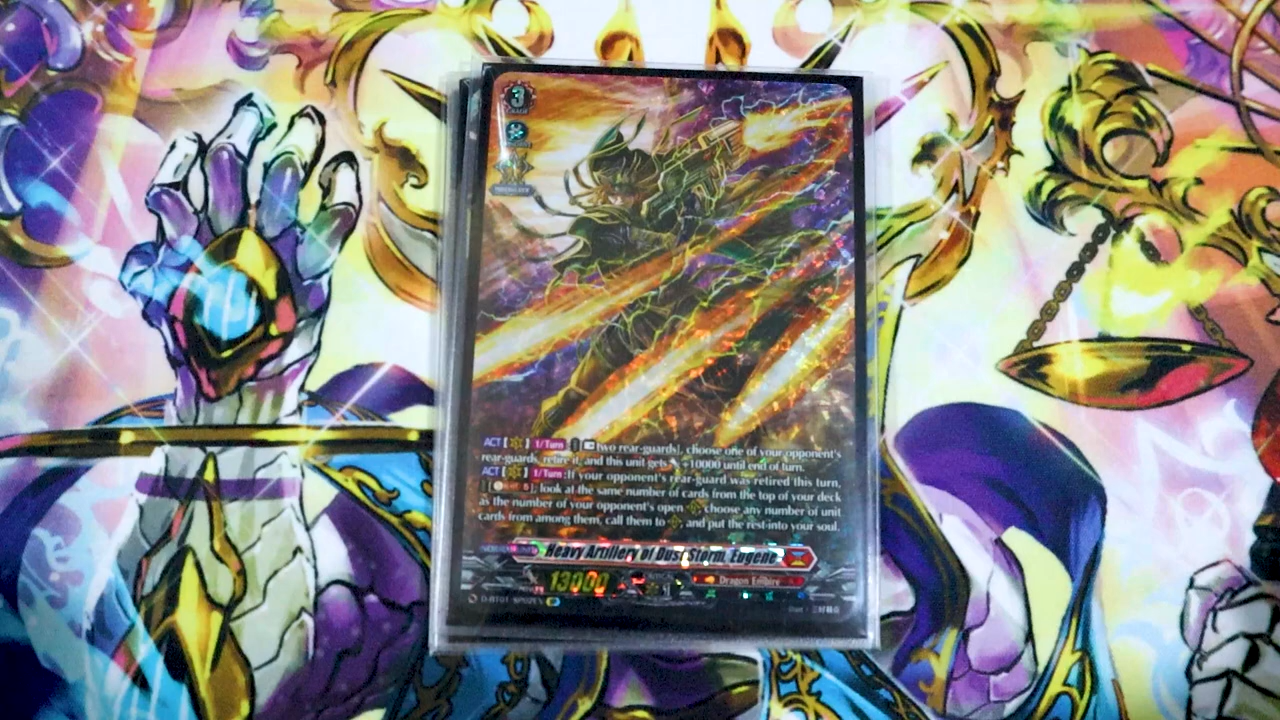 3
ACT [ ] 1/Turn : [ two rear-guards], choose one of your opponent's
rear-guards, retire it, and this unit gets +10000 until end of turn.
ACT [ ] 1/Turn :If your opponent's rear-guard was retired this turn,
[ 5], look at the same number of cards from the top of your deck
as the number of your opponent's open choose any number of unit
cards from among them, call them to , and put the rest into your soul.
Heavy Artillery of Dust Storm, Eugene
13000 1 Dragon Empire